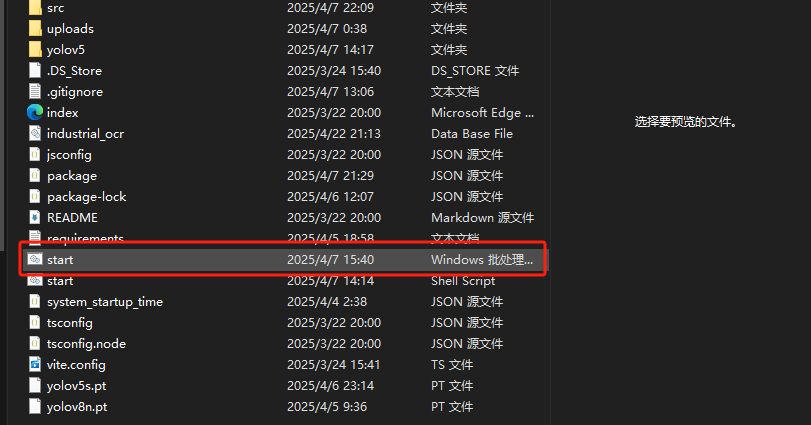 src 2025/4/7 22:09 文件夹
uploads 2025/4/7 0:38 文件夹
yolov5 2025/4/7 14:17 文件夹
.DS_Store 2025/3/24 15:40 DS_STORE 文件
.gitignore 2025/4/7 13:06 文本文档
index 2025/3/22 20:00 Microsoft Edge ...
选择要预览的文件。
industrial_ocr 2025/4/22 21:13 Data Base File
jsconfig 2025/3/22 20:00 JSON 源文件
package 2025/4/7 21:29 JSON 源文件
package-lock 2025/4/6 12:07 JSON 源文件
README 2025/3/22 20:00 Markdown 源文件
requirements 2025/4/5 18:58 文本文档
start 2025/4/7 15:40 Windows 批处理...
start 2025/4/7 14:14 Shell Script
system_startup_time 2025/4/4 2:38 JSON 源文件
tsconfig 2025/3/22 20:00 JSON 源文件
tsconfig.node 2025/3/22 20:00 JSON 源文件
vite.config 2025/3/24 15:41 TS 文件
yolov5s.pt 2025/4/6 23:14 PT 文件
yolov8n.pt 2025/4/5 9:36 PT 文件